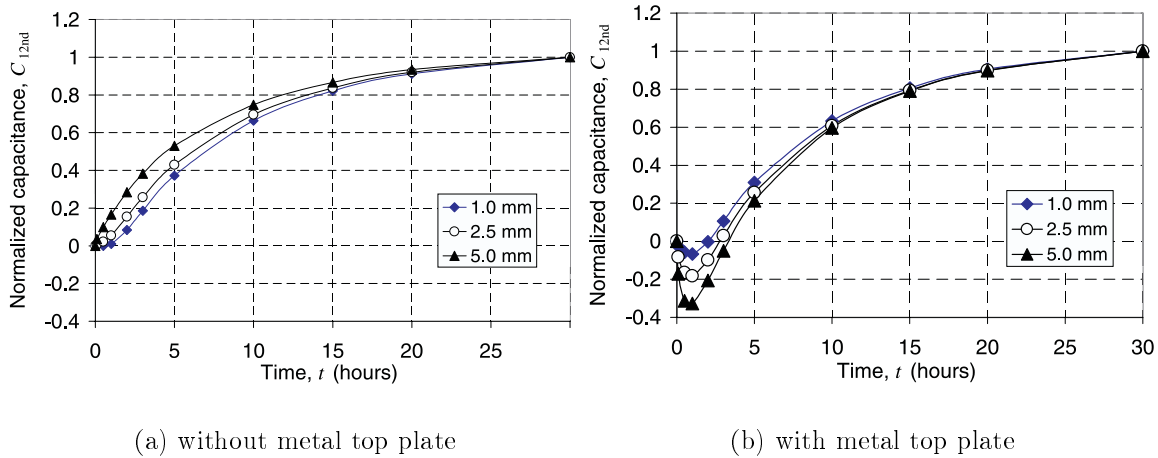 Normalized capacitance, C12nd
1.2
1
0.8
0.6
0.4
0.2
0
-0.2
-0.4
0 5 10 15 20 25
Time, t (hours)
1.0 mm
2.5 mm
5.0 mm
(a) without metal top plate
Normalized capacitance, C12nd
1.2
1
0.8
0.6
0.4
0.2
0
-0.2
-0.4
0 5 10 15 20 25 30
Time, t (hours)
1.0 mm
2.5 mm
5.0 mm
(b) with metal top plate